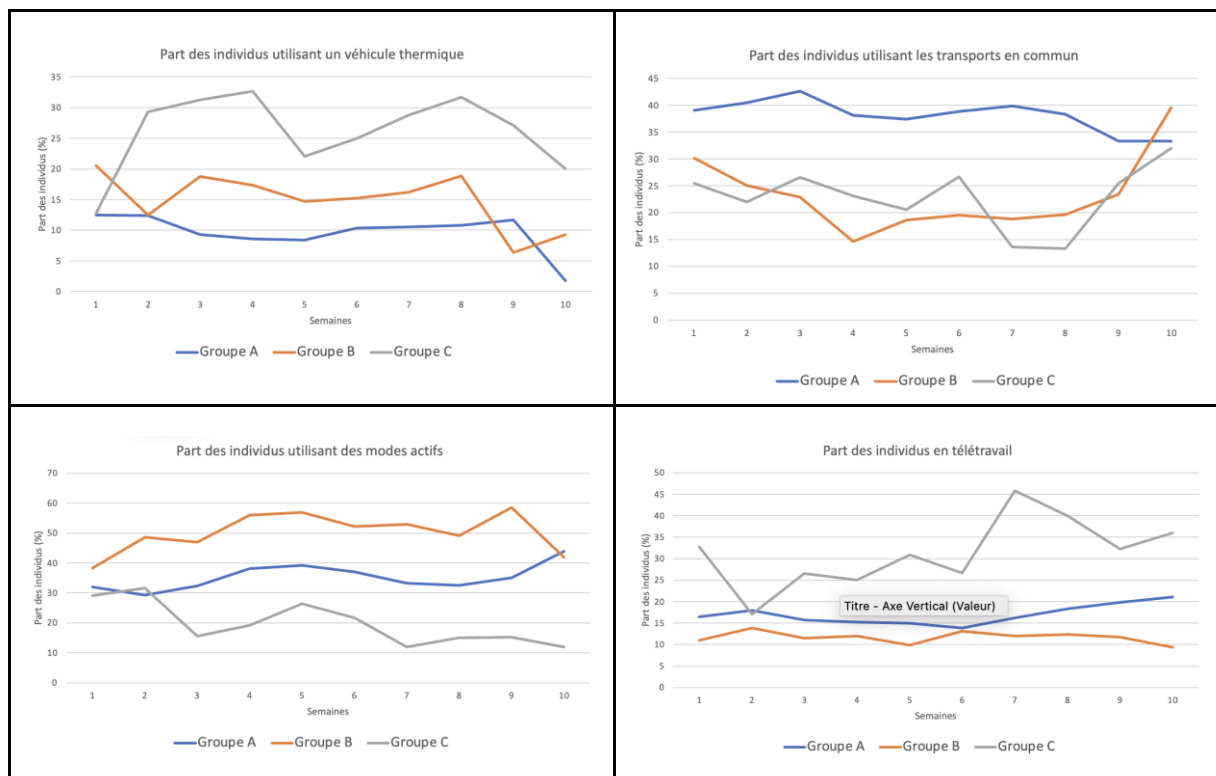 Part des individus utilisant un véhicule thermique
Part des individus (%)
35
30
25
20
15
10
5
0
1 2 3 4 5 6 7 8 9 10
Semaines
Groupe A Groupe B Groupe C
Part des individus utilisant les transports en commun
Part des individus (%)
45
40
35
30
25
20
15
10
5
0
1 2 3 4 5 6 7 8 9 10
Semaines
Groupe A Groupe B Groupe C
Part des individus utilisant des modes actifs
Part des individus (%)
70
60
50
40
30
20
10
0
1 2 3 4 5 6 7 8 9 10
Semaines
Groupe A Groupe B Groupe C
Part des individus en télétravail
Part des individus (%)
50
45
40
35
30
25
20
15
10
5
0
Titre - Axe Vertical (Valeur)
1 2 3 4 5 6 7 8 9 10
Semaines
Groupe A Groupe B Groupe C